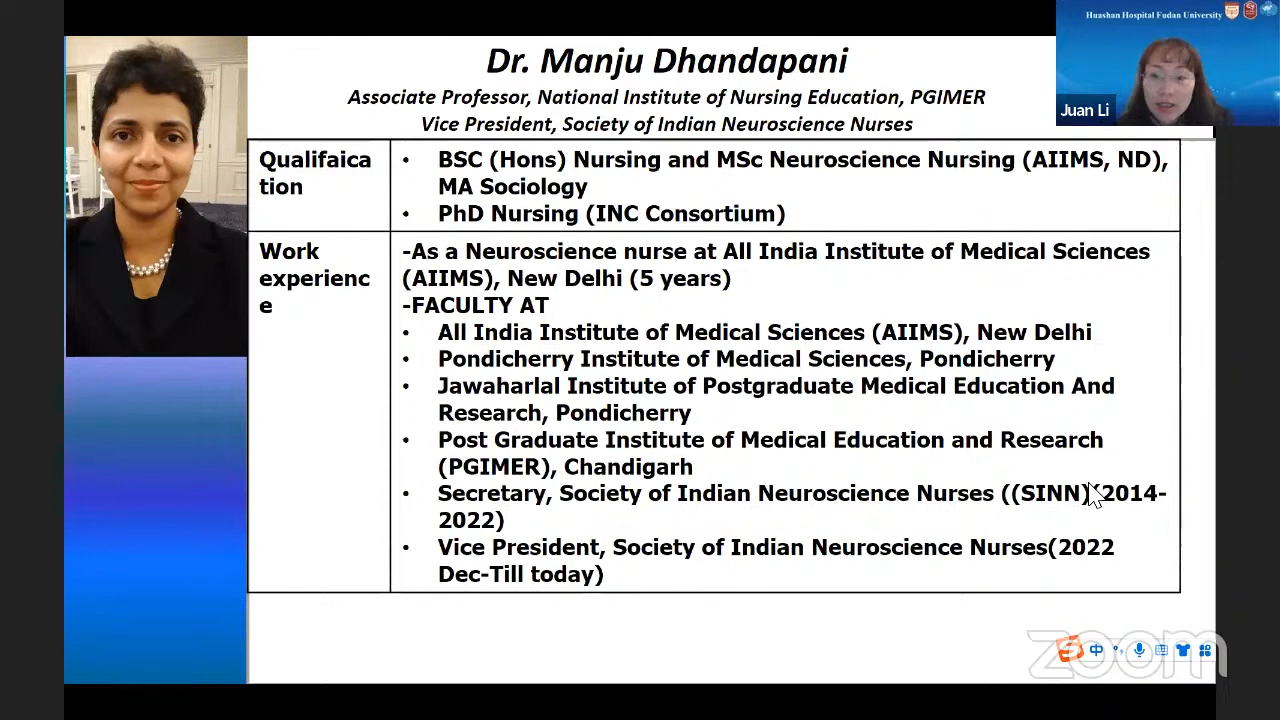 Huashan Hospital Fudan University
Juan Li
Dr. Manju Dhandapani
Associate Professor, National Institute of Nursing Education, PGIMER
Vice President, Society of Indian Neuroscience Nurses
Qualifaica
tion
• BSC (Hons) Nursing and MSc Neuroscience Nursing (AIIMS, ND),
MA Sociology
• PhD Nursing (INC Consortium)
Work
experienc
e
-As a Neuroscience nurse at All India Institute of Medical Sciences
(AIIMS), New Delhi (5 years)
-FACULTY AT
• All India Institute of Medical Sciences (AIIMS), New Delhi
• Pondicherry Institute of Medical Sciences, Pondicherry
• Jawaharlal Institute of Postgraduate Medical Education And
Research, Pondicherry
• Post Graduate Institute of Medical Education and Research
(PGIMER), Chandigarh
• Secretary, Society of Indian Neuroscience Nurses ((SINN)(2014-
2022)
• Vice President, Society of Indian Neuroscience Nurses(2022
Dec-Till today)
zoom
中